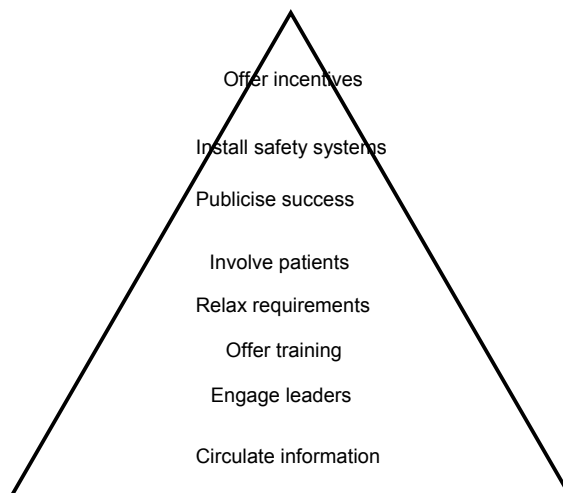 Offer incentives
Install safety systems
Publicise success
Involve patients
Relax requirements
Offer training
Engage leaders
Circulate information